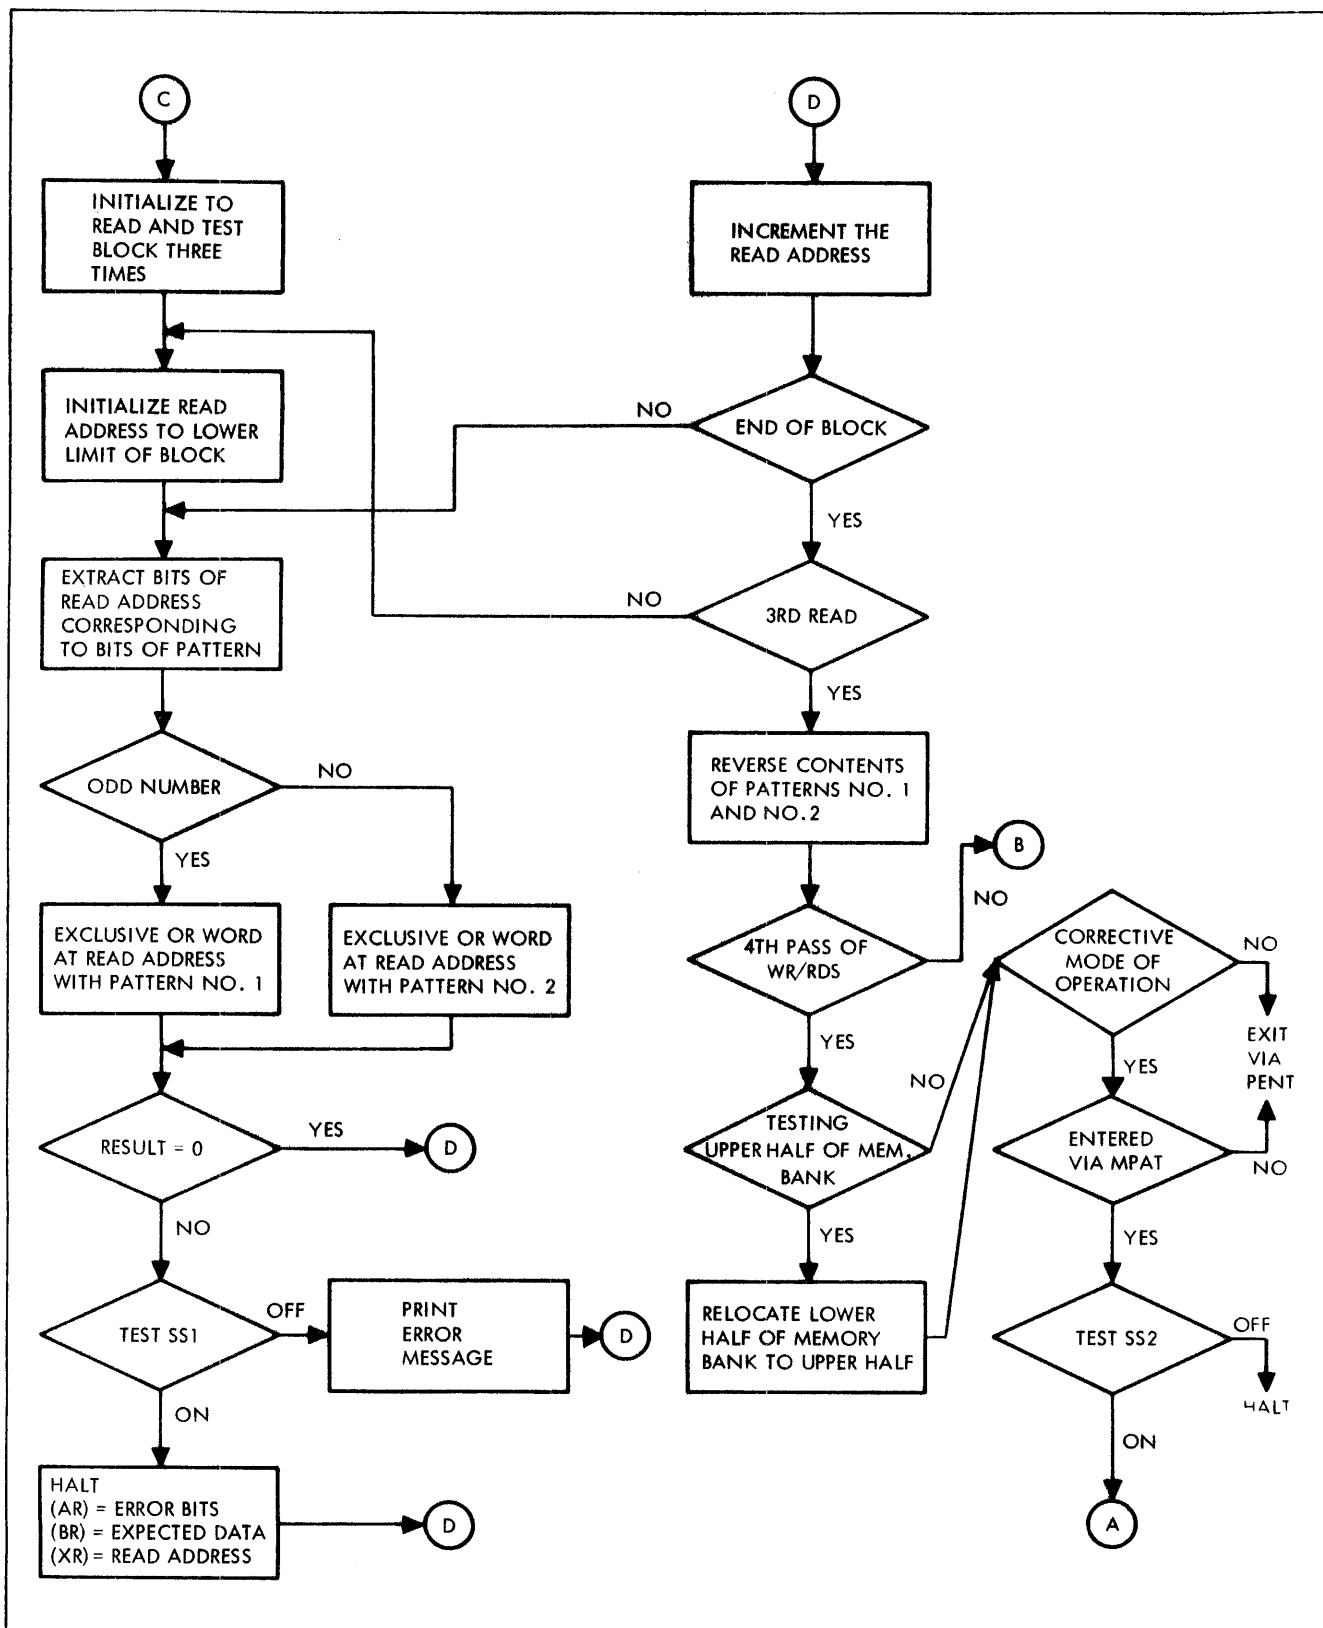 C
INITIALIZE TO
READ AND TEST
BLOCK THREE
TIMES
INITIALIZE READ
ADDRESS TO LOWER
LIMIT OF BLOCK
EXTRACT BITS OF
READ ADDRESS
CORRESPONDING
TO BITS OF PATTERN
ODD NUMBER
NO
YES
EXCLUSIVE OR WORD
AT READ ADDRESS
WITH PATTERN NO. 1
EXCLUSIVE OR WORD
AT READ ADDRESS
WITH PATTERN NO. 2
RESULT = 0
YES
D
NO
TEST SS1
OFF
PRINT
ERROR
MESSAGE
D
ON
HALT
(AR) = ERROR BITS
(BR) = EXPECTED DATA
(XR) = READ ADDRESS
D
D
INCREMENT THE
READ ADDRESS
END OF BLOCK
NO
YES
3RD READ
NO
YES
REVERSE CONTENTS
OF PATTERNS NO. 1
AND NO.2
B
NO
4TH PASS OF
WR/RDS
YES
NO
TESTING
UPPER HALF OF MEM.
BANK
YES
RELOCATE LOWER
HALF OF MEMORY
BANK TO UPPER HALF
CORRECTIVE
MODE OF
OPERATION
NO
EXIT
VIA
PENT
YES
ENTERED
VIA MPAT
NO
YES
TEST SS2
OFF
HALT
ON
A